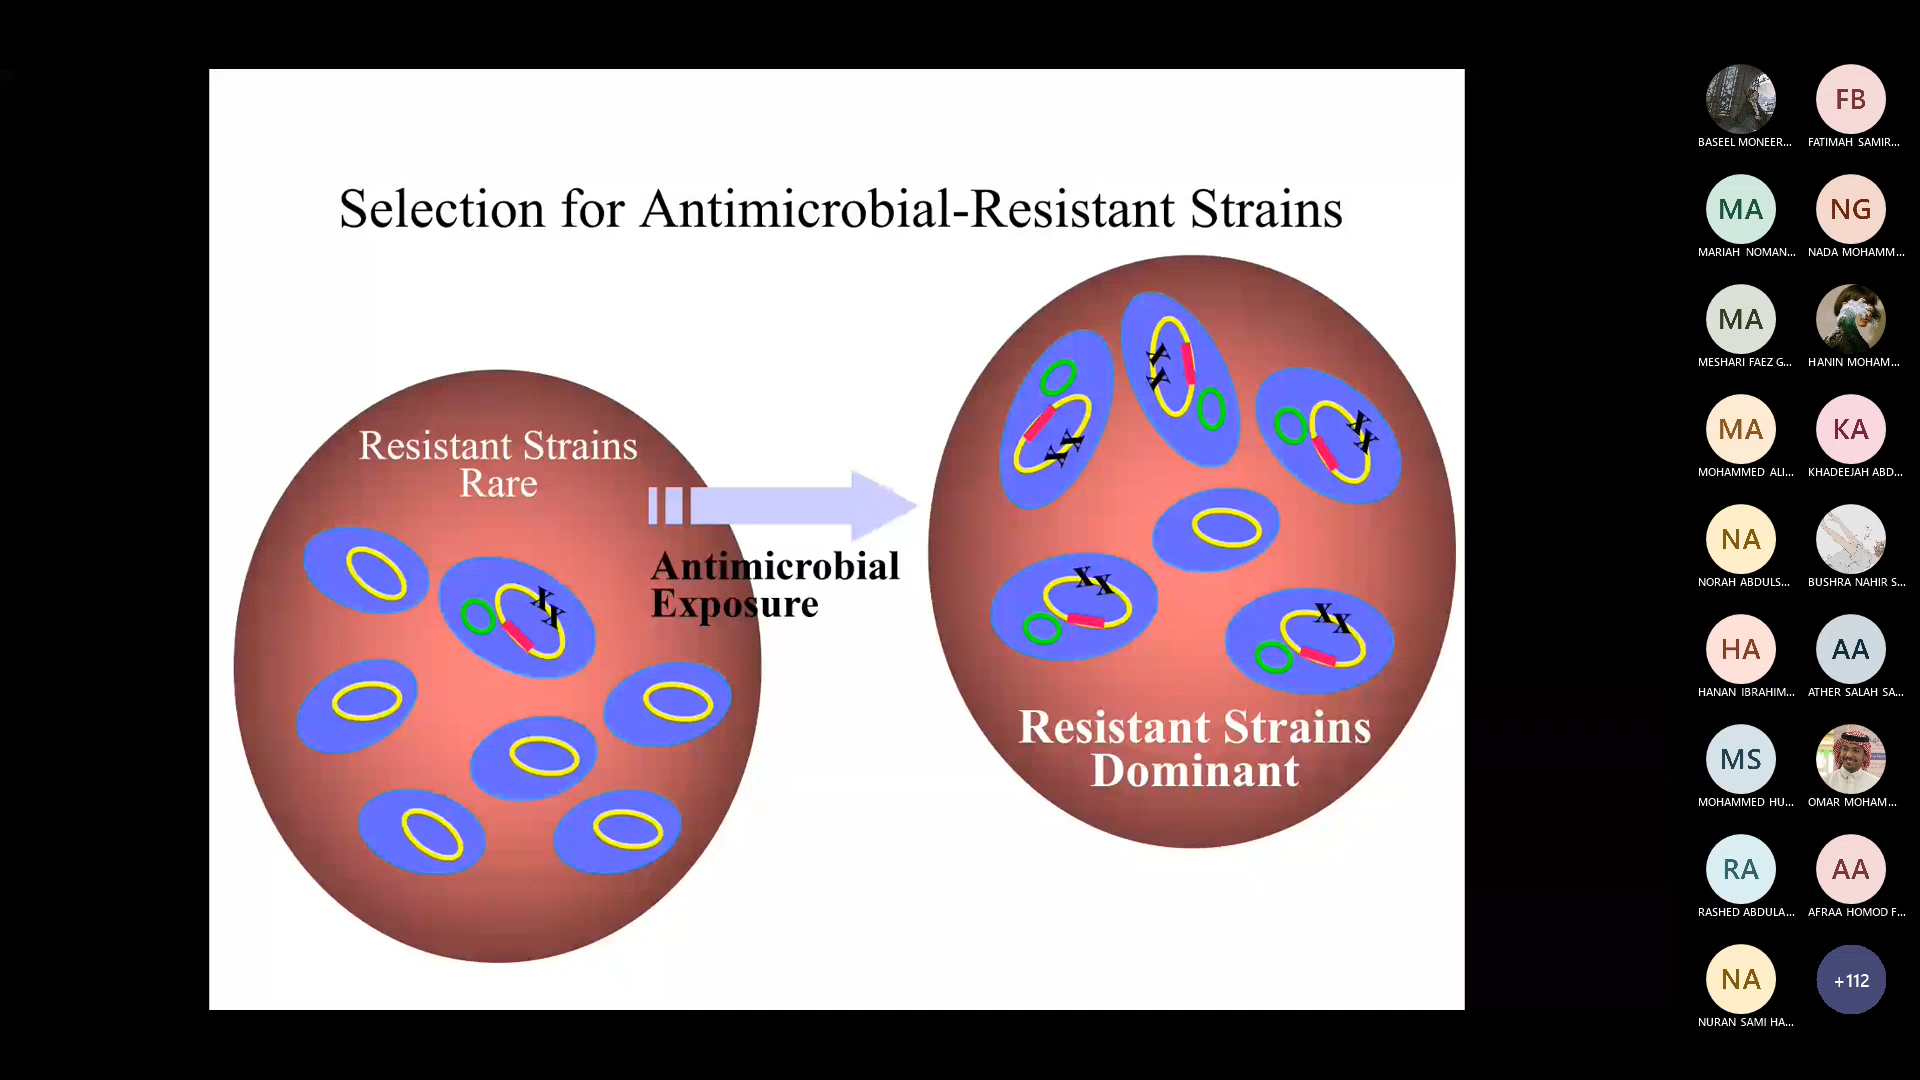 Selection for Antimicrobial-Resistant Strains
Resistant Strains
Rare
Antimicrobial
Exposure
Resistant Strains
Dominant
X
X
X
X
X
X
X
X
X
X
X
X
FB
BASEEL MONEER...
FATIMAH SAMIR...
MA
NG
MARIAH NOMAN...
NADA MOHAMM...
MA
MESHARI FAEZ G...
HANIN MOHAM...
MA
KA
MOHAMMED ALI...
KHADEEJAH ABD...
NA
NORAH ABDULS...
BUSHRA NAHIR S...
HA
AA
HANAN IBRAHIM...
ATHER SALAH SA...
MS
MOHAMMED HU...
OMAR MOHAM...
RA
AA
RASHED ABDULA...
AFRAA HOMOD F...
NA
+112
NURAN SAMI HA...